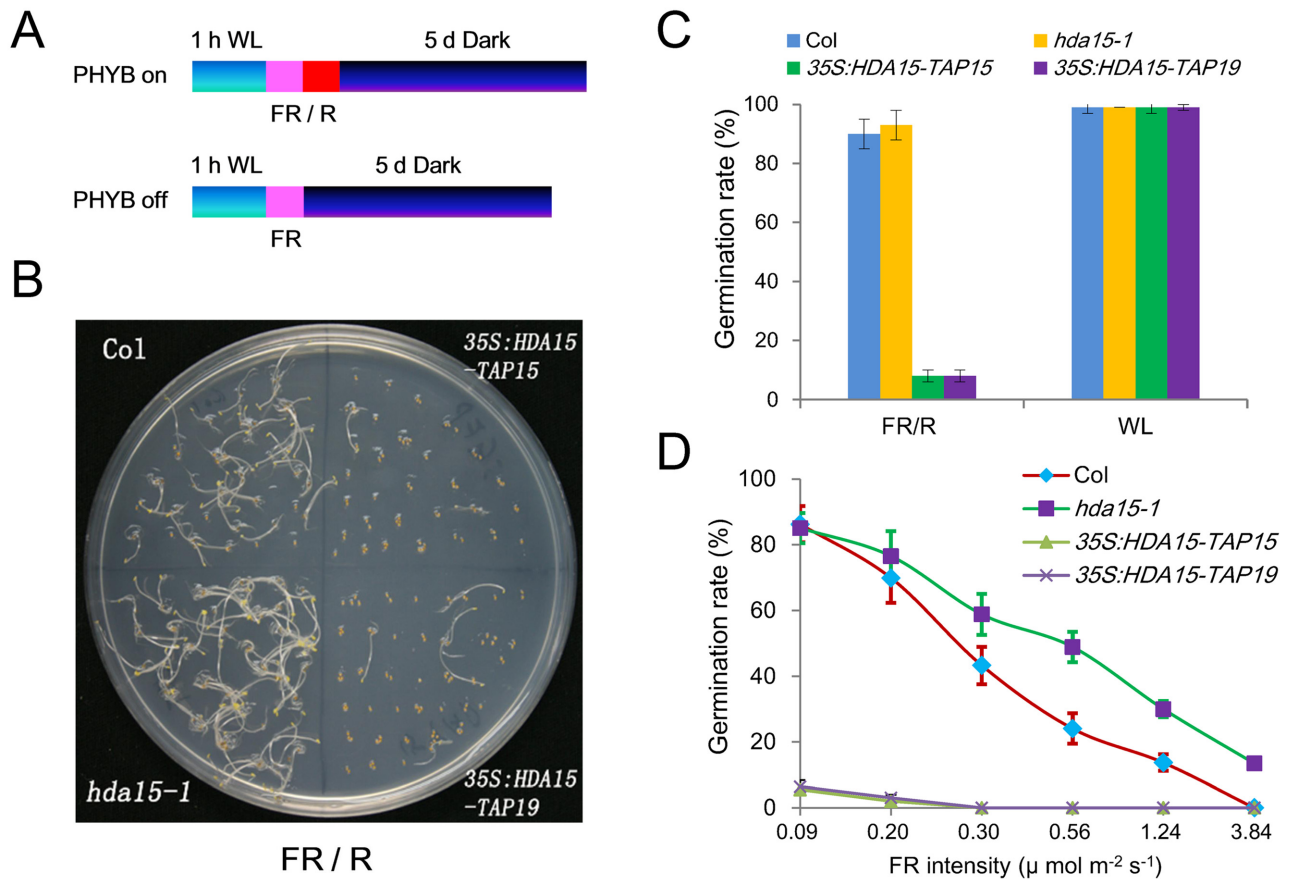 A
1 h WL 5 d Dark
PHYB on
FR / R
1 h WL 5 d Dark
PHYB off
FR
B
Col
35S:HDA15
-TAP15
hda15-1
35S:HDA15
-TAP19
FR / R
C
Col hda15-1
35S:HDA15-TAP15 35S:HDA15-TAP19
Germination rate (%)
100
80
60
40
20
0
FR/R WL
D
Col
hda15-1
35S:HDA15-TAP15
35S:HDA15-TAP19
Germination rate (%)
100
80
60
40
20
0
0.09 0.20 0.30 0.56 1.24 3.84
FR intensity (μ mol m⁻² s⁻¹)